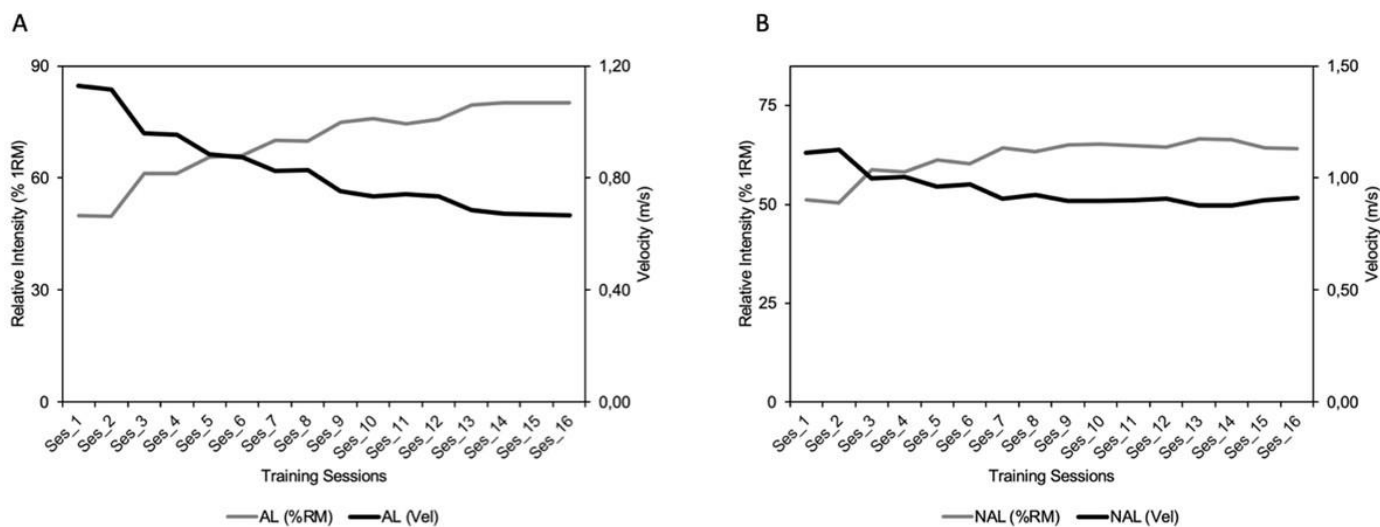 A
Relative Intensity (% 1RM)
90
60
30
0
1,20
0,80
0,40
0,00
Velocity (m/s)
Ses_1
Ses_2
Ses_3
Ses_4
Ses_5
Ses_6
Ses_7
Ses_8
Ses_9
Ses_10
Ses_11
Ses_12
Ses_13
Ses_14
Ses_15
Ses_16
Training Sessions
AL (%RM) AL (Vel)
B
Relative Intensity (% 1RM)
75
50
25
0
1,50
1,00
0,50
0,00
Velocity (m/s)
Ses_1
Ses_2
Ses_3
Ses_4
Ses_5
Ses_6
Ses_7
Ses_8
Ses_9
Ses_10
Ses_11
Ses_12
Ses_13
Ses_14
Ses_15
Ses_16
Training Sessions
NAL (%RM) NAL (Vel)